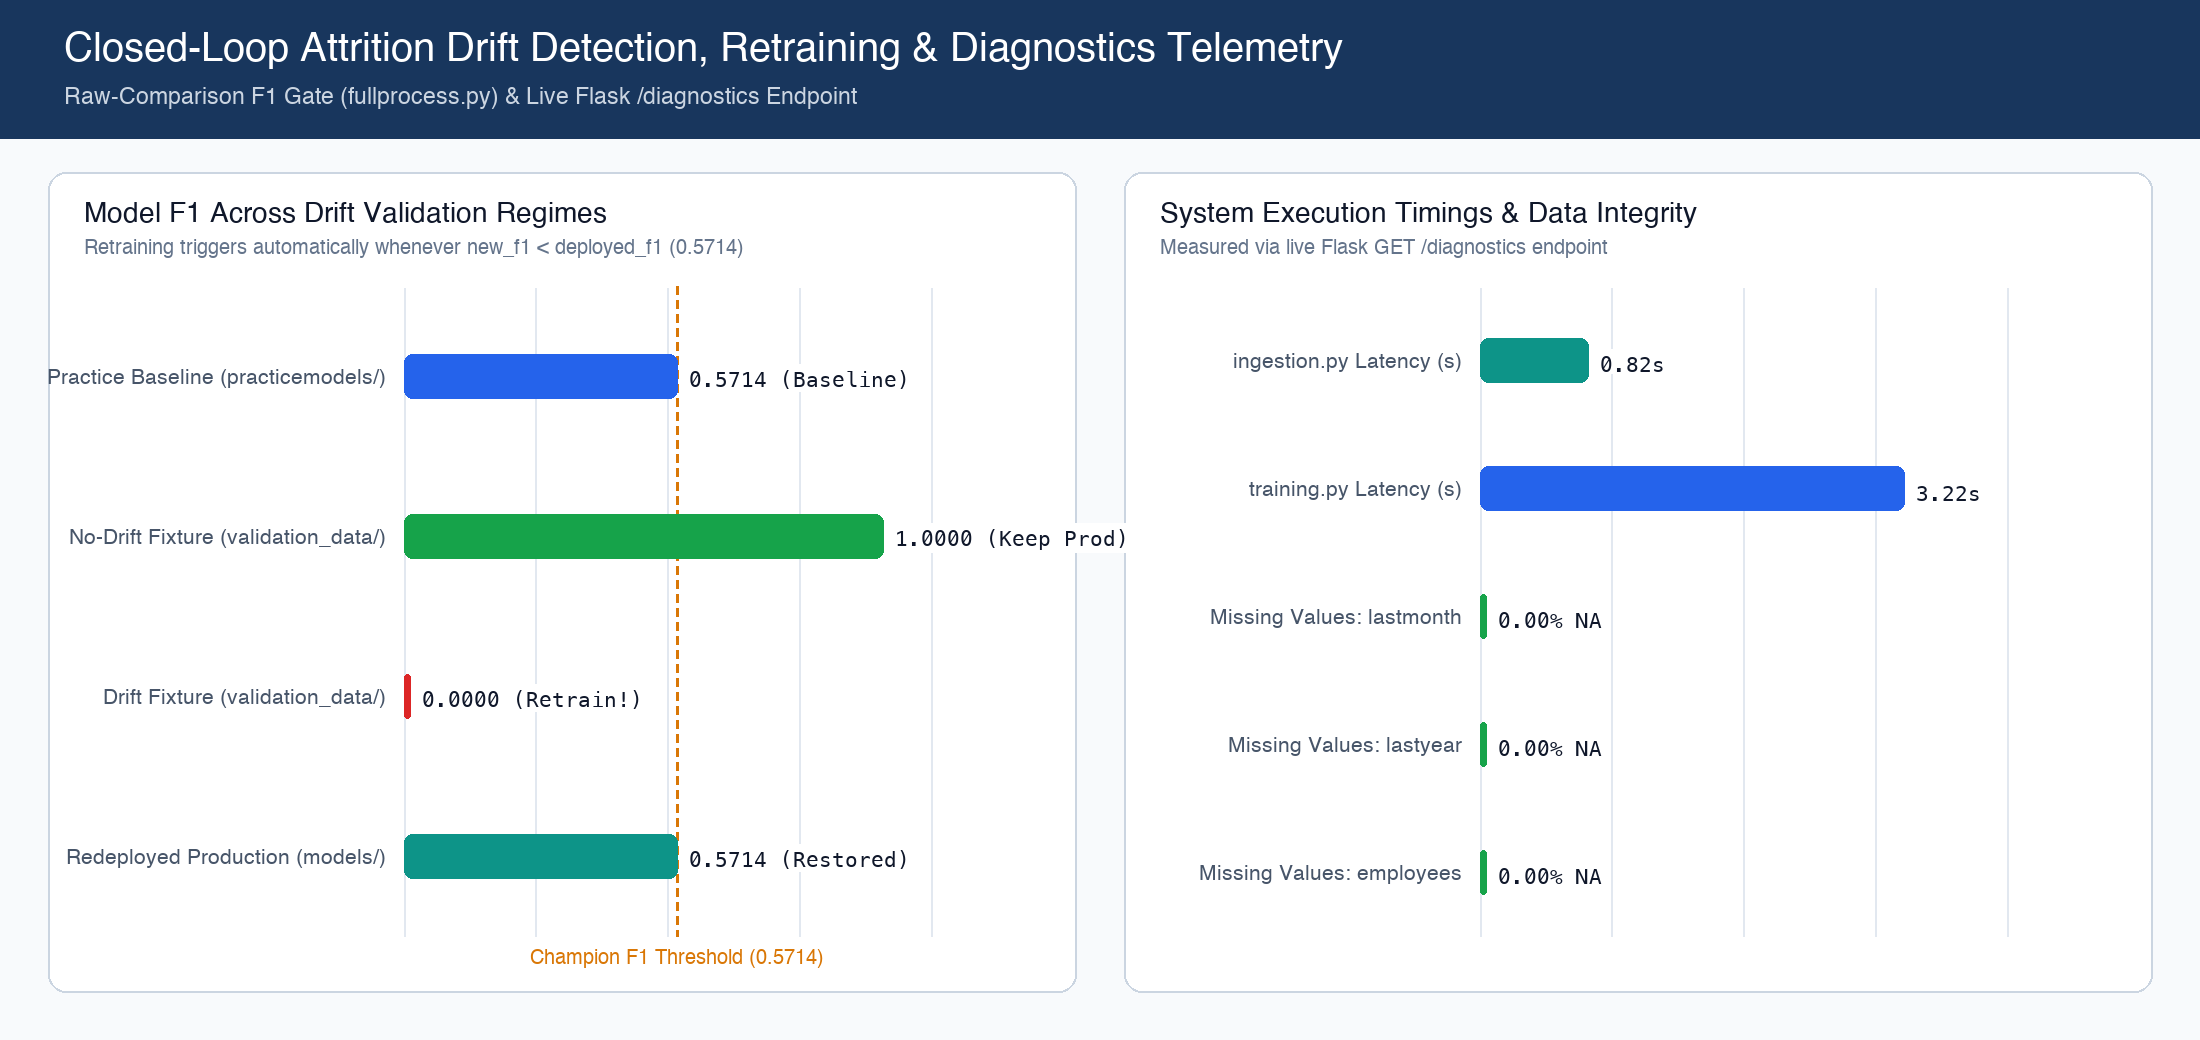 Closed-Loop Attrition Drift Detection, Retraining & Diagnostics Telemetry
Raw-Comparison F1 Gate (fullprocess.py) & Live Flask /diagnostics Endpoint
Model F1 Across Drift Validation Regimes
Retraining triggers automatically whenever new_f1 < deployed_f1 (0.5714)
Practice Baseline (practicemodels/)
0.5714 (Baseline)
No-Drift Fixture (validation_data/)
1.0000 (Keep Prod)
Drift Fixture (validation_data/)
0.0000 (Retrain!)
Redeployed Production (models/)
0.5714 (Restored)
Champion F1 Threshold (0.5714)
System Execution Timings & Data Integrity
Measured via live Flask GET /diagnostics endpoint
ingestion.py Latency (s)
0.82s
training.py Latency (s)
3.22s
Missing Values: lastmonth
0.00% NA
Missing Values: lastyear
0.00% NA
Missing Values: employees
0.00% NA